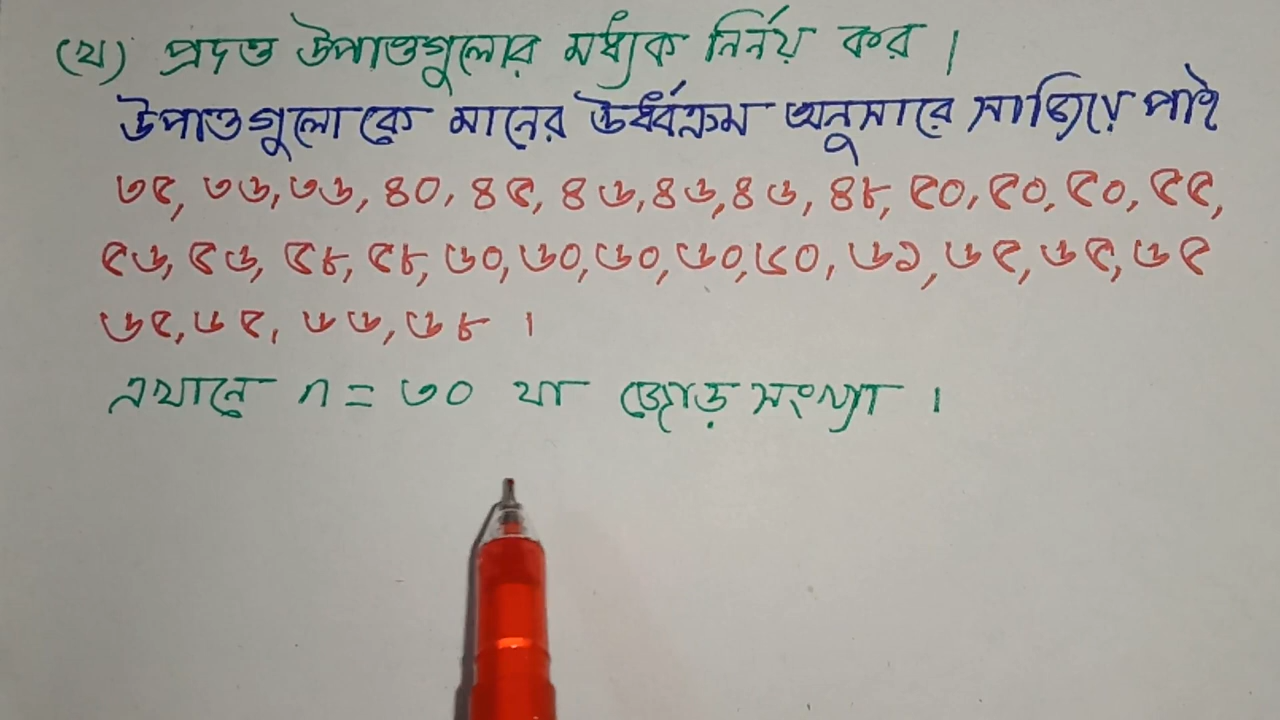 (খ) প্রদত্ত উপাত্তগুলোর মধ্যক নির্নয় কর ।
উপাত্তগুলোকে মানের ঊর্ধ্বক্রম অনুসারে সাজিয়ে পাই
৩৫, ৩৬, ৩৬, ৪০, ৪৫, ৪৬, ৪৬, ৪৬, ৪৮, ৫০, ৫০, ৫০, ৫৫,
৫৬, ৫৬, ৫৮, ৫৮, ৬০, ৬০, ৬০, ৬০, ৬০, ৬১, ৬৫, ৬৫, ৬৫
৬৫, ৬৫, ৬৬, ৬৮ ।
এখানে n = ৩০ যা জোড় সংখ্যা ।